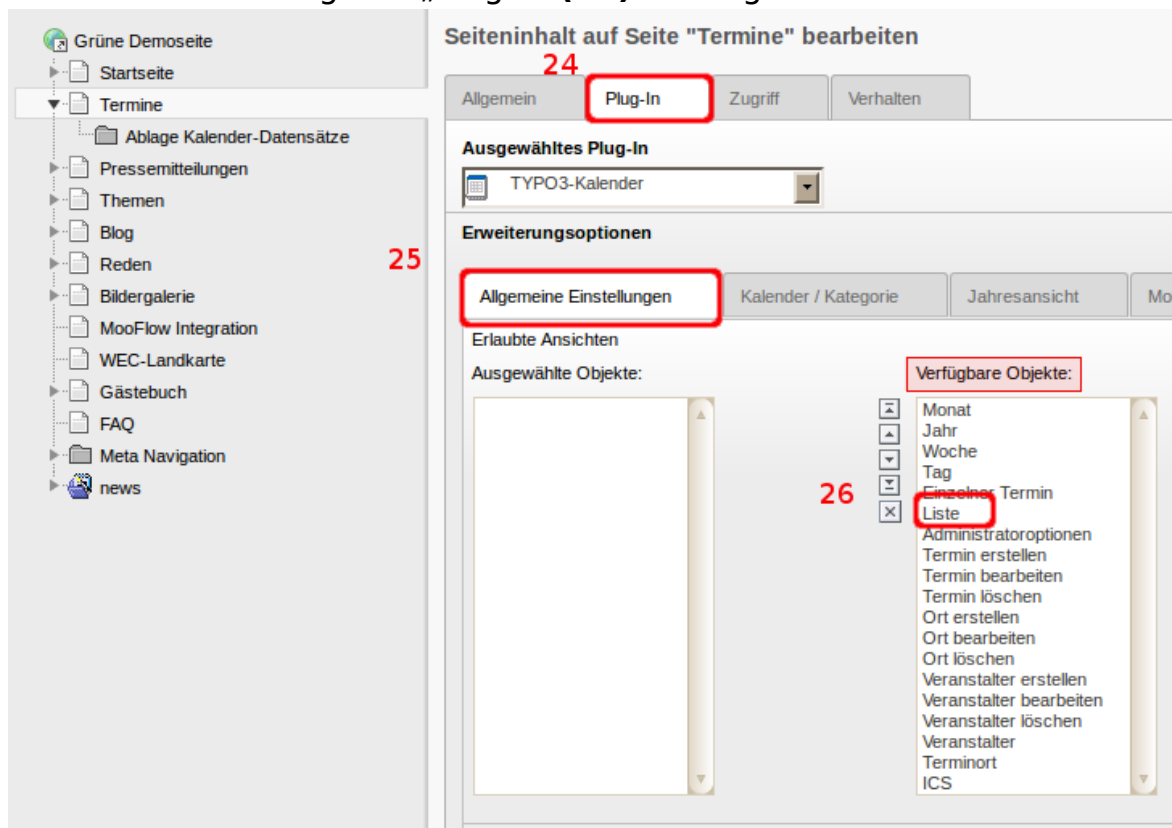 Grüne Demoseite
Startseite
Termine
Ablage Kalender-Datensätze
Pressemitteilungen
Themen
Blog
Reden
Bildergalerie
MooFlow Integration
WEC-Landkarte
Gästebuch
FAQ
Meta Navigation
news
Seiteninhalt auf Seite "Termine" bearbeiten
24
Allgemein Plug-In Zugriff Verhalten
Ausgewähltes Plug-In
TYPO3-Kalender
Erweiterungsoptionen
25
Allgemeine Einstellungen Kalender / Kategorie Jahresansicht Mo
Erlaubte Ansichten
Ausgewählte Objekte: Verfügbare Objekte:
Monat
Jahr
Woche
Tag
Einzelner Termin
26
Liste
Administratoroptionen
Termin erstellen
Termin bearbeiten
Termin löschen
Ort erstellen
Ort bearbeiten
Ort löschen
Veranstalter erstellen
Veranstalter bearbeiten
Veranstalter löschen
Veranstalter
Terminort
ICS